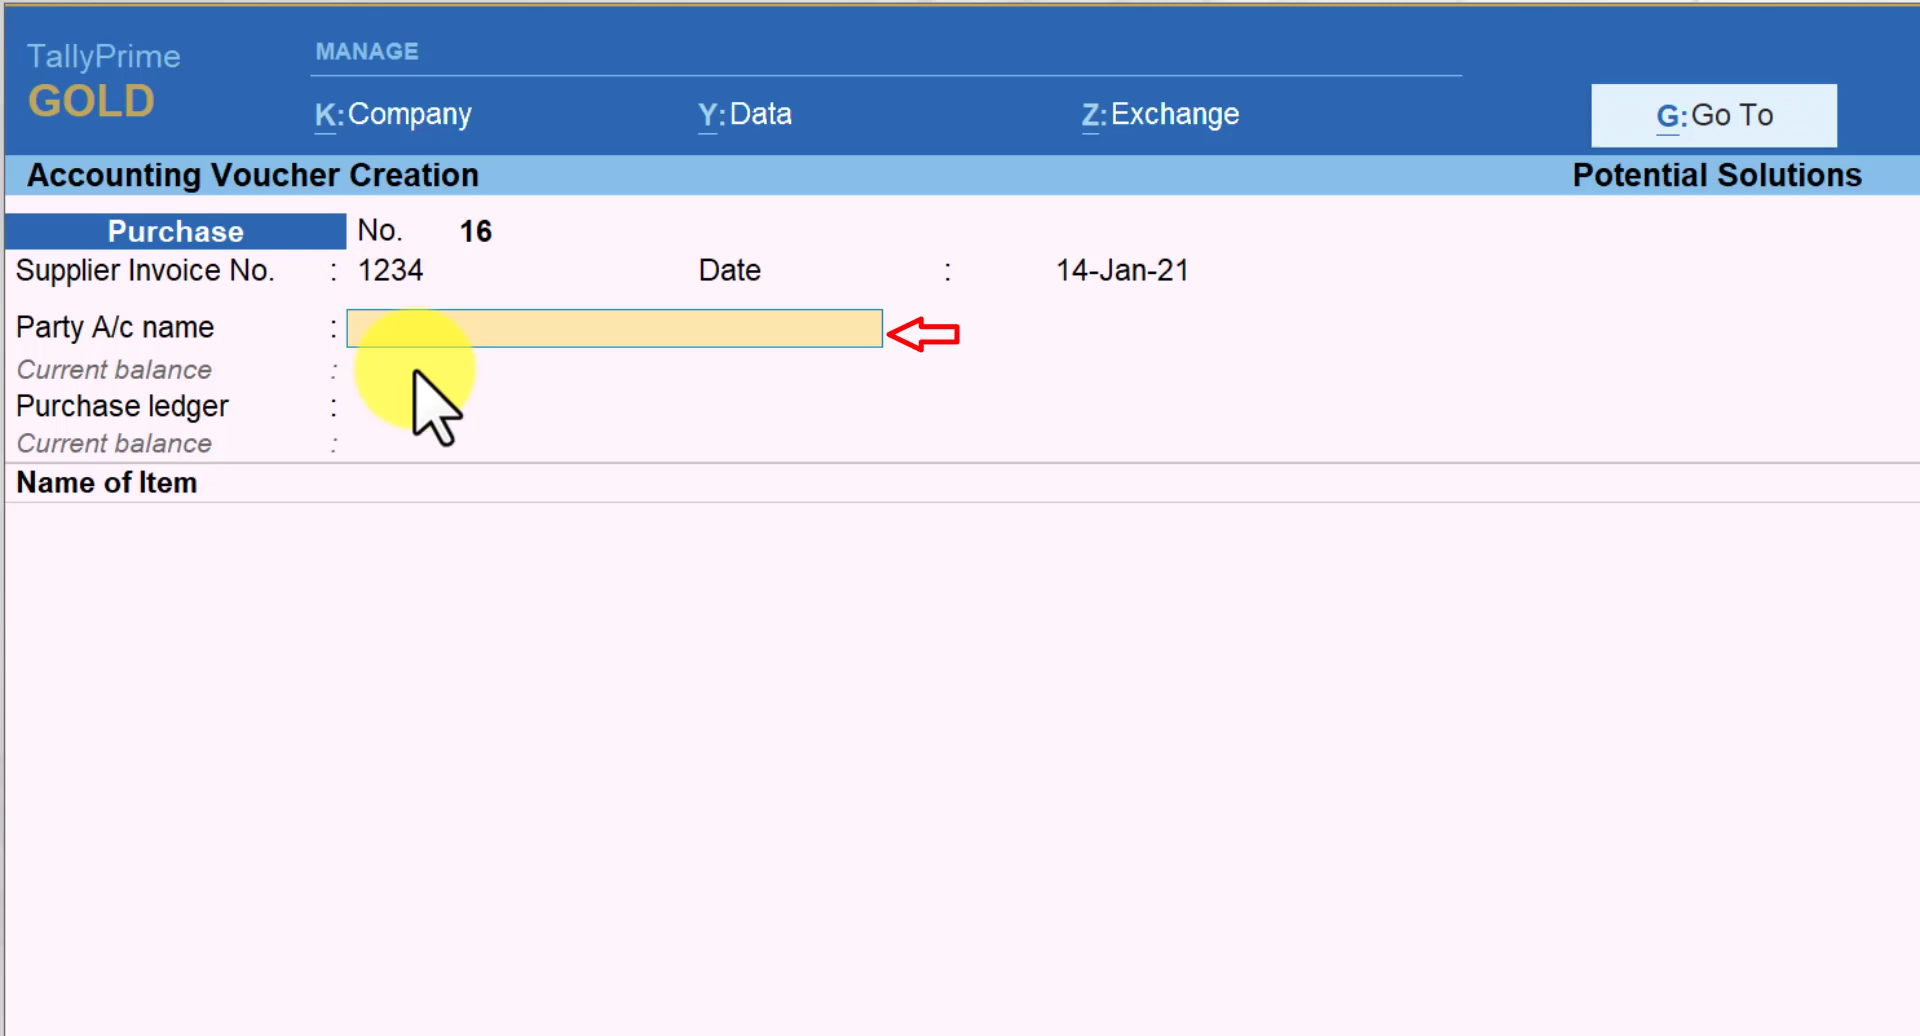 TallyPrime
GOLD
MANAGE
K:Company Y:Data Z:Exchange G:Go To
Accounting Voucher Creation Potential Solutions
Purchase No. 16
Supplier Invoice No. : 1234 Date : 14-Jan-21
Party A/c name :
Current balance :
Purchase ledger :
Current balance :
Name of Item